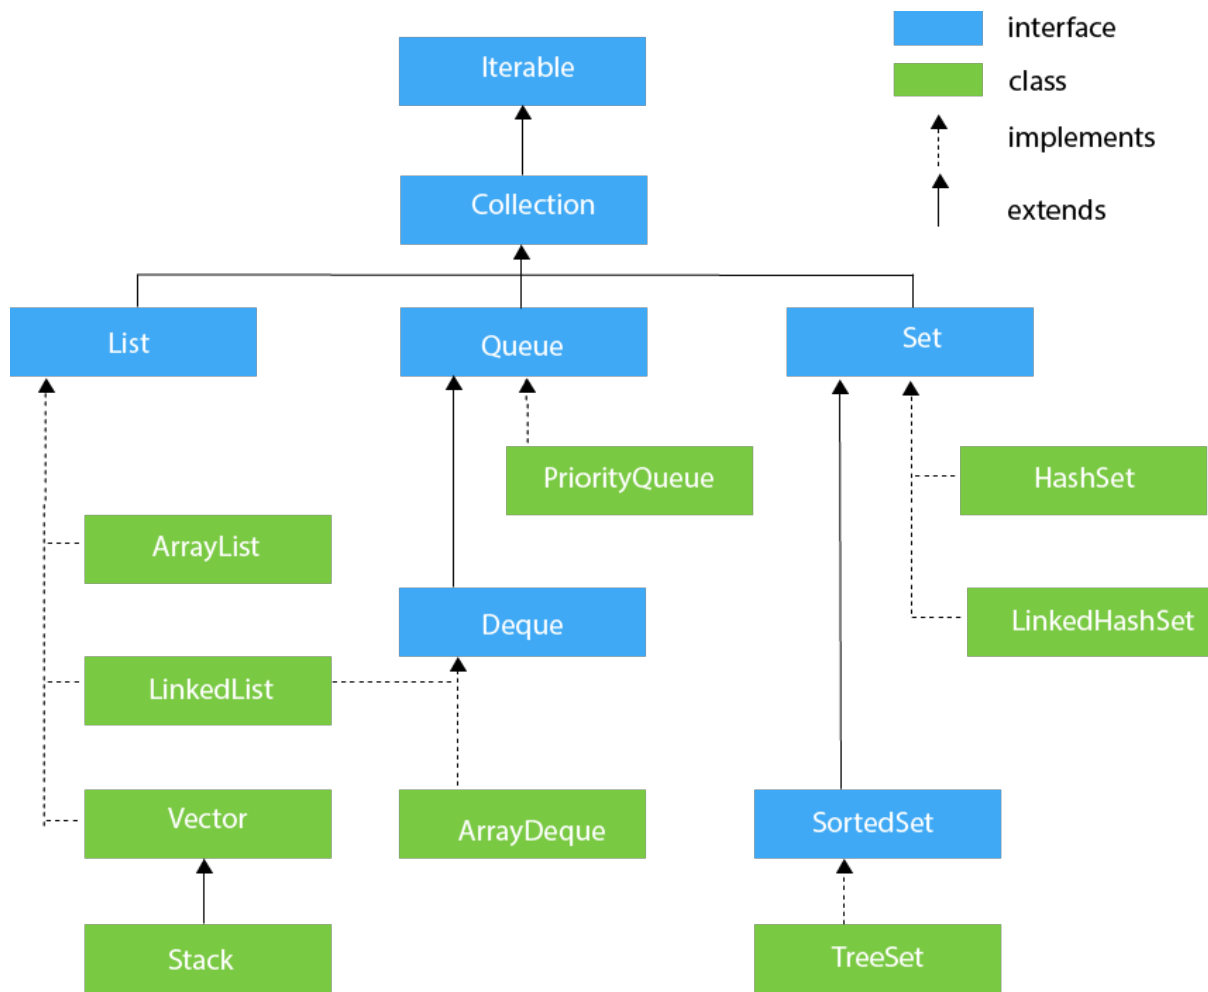 interface
Iterable
class
implements
Collection
extends
List
Queue
Set
PriorityQueue
HashSet
ArrayList
Deque
LinkedHashSet
LinkedList
Vector
ArrayDeque
SortedSet
Stack
TreeSet